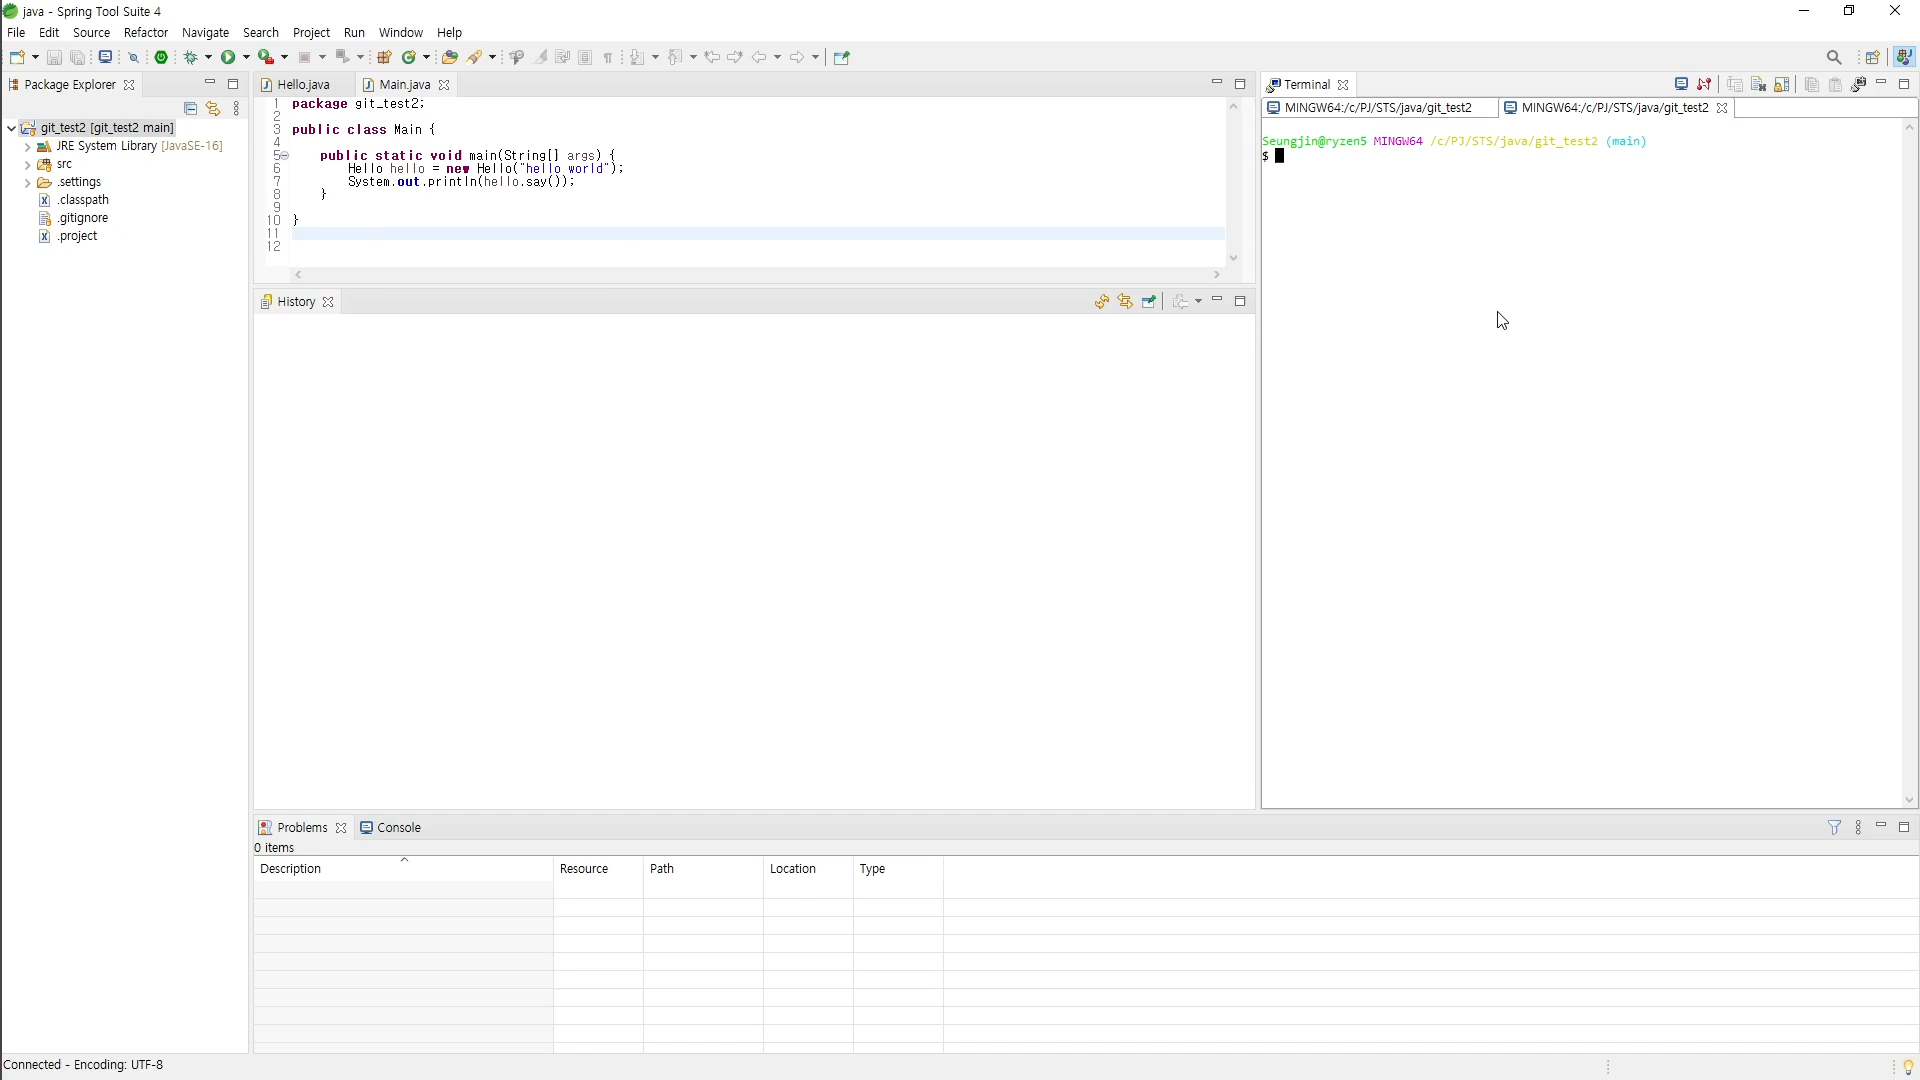 java - Spring Tool Suite 4
File Edit Source Refactor Navigate Search Project Run Window Help
Package Explorer
git_test2 [git_test2 main]
JRE System Library [JavaSE-16]
src
.settings
.classpath
.gitignore
.project
Hello.java Main.java
1 package git_test2;
2
3 public class Main {
4
5 public static void main(String[] args) {
6 Hello hello = new Hello("hello world");
7 System.out.println(hello.say());
8 }
9
10 }
11
12
History
Terminal
MINGW64:/c/PJ/STS/java/git_test2 MINGW64:/c/PJ/STS/java/git_test2
Seungjin@ryzen5 MINGW64 /c/PJ/STS/java/git_test2 (main)
$
Problems Console
0 items
Description Resource Path Location Type
Connected - Encoding: UTF-8